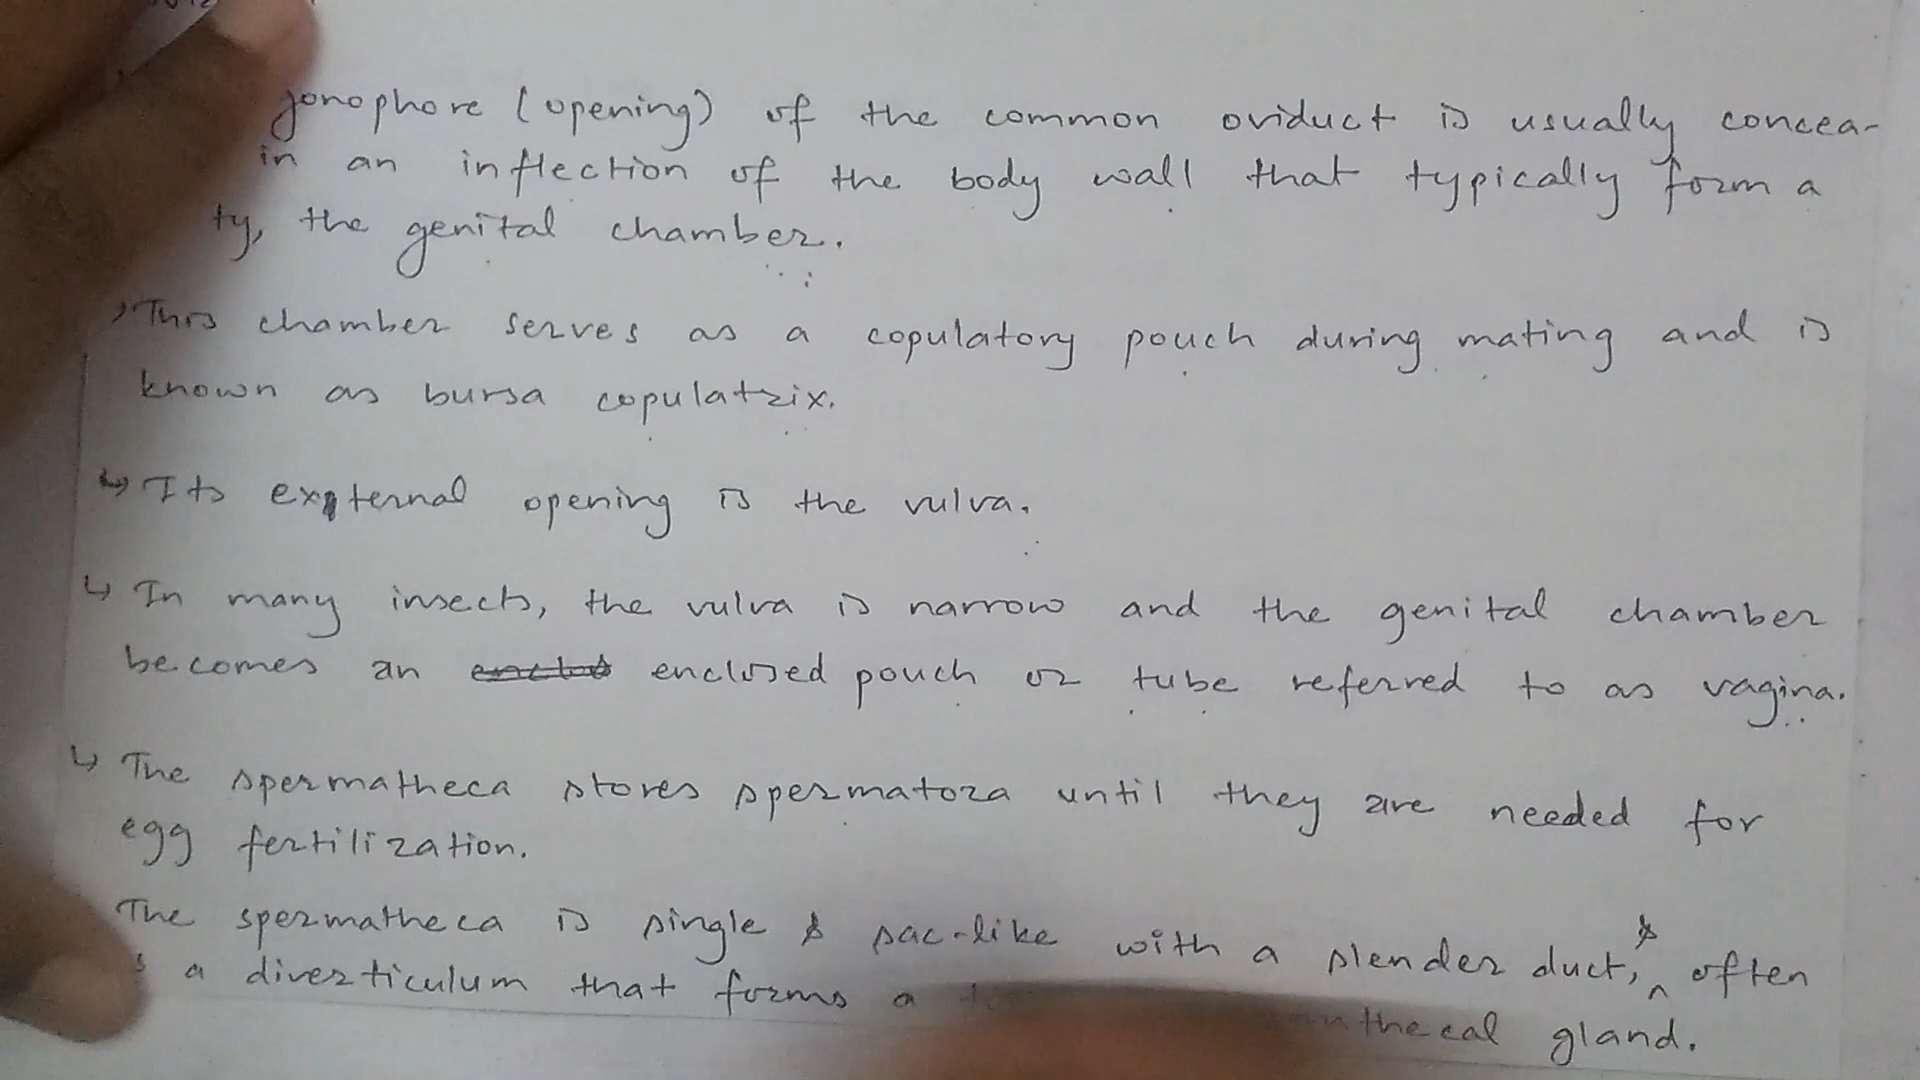 gonophore (opening) of the common oviduct is usually concea-
in an inflection of the body wall that typically form a
ty, the genital chamber.
This chamber serves as a copulatory pouch during mating and is
known as bursa copulatrix.
↳ Its external opening is the vulva.
↳ In many insects, the vulva is narrow and the genital chamber
becomes an enclosed pouch or tube referred to as vagina.
↳ The spermatheca stores spermatoza until they are needed for
egg fertilization.
The spermatheca is single & sac-like with a slender duct, & often
a diverticulum that forms a
thecal gland.